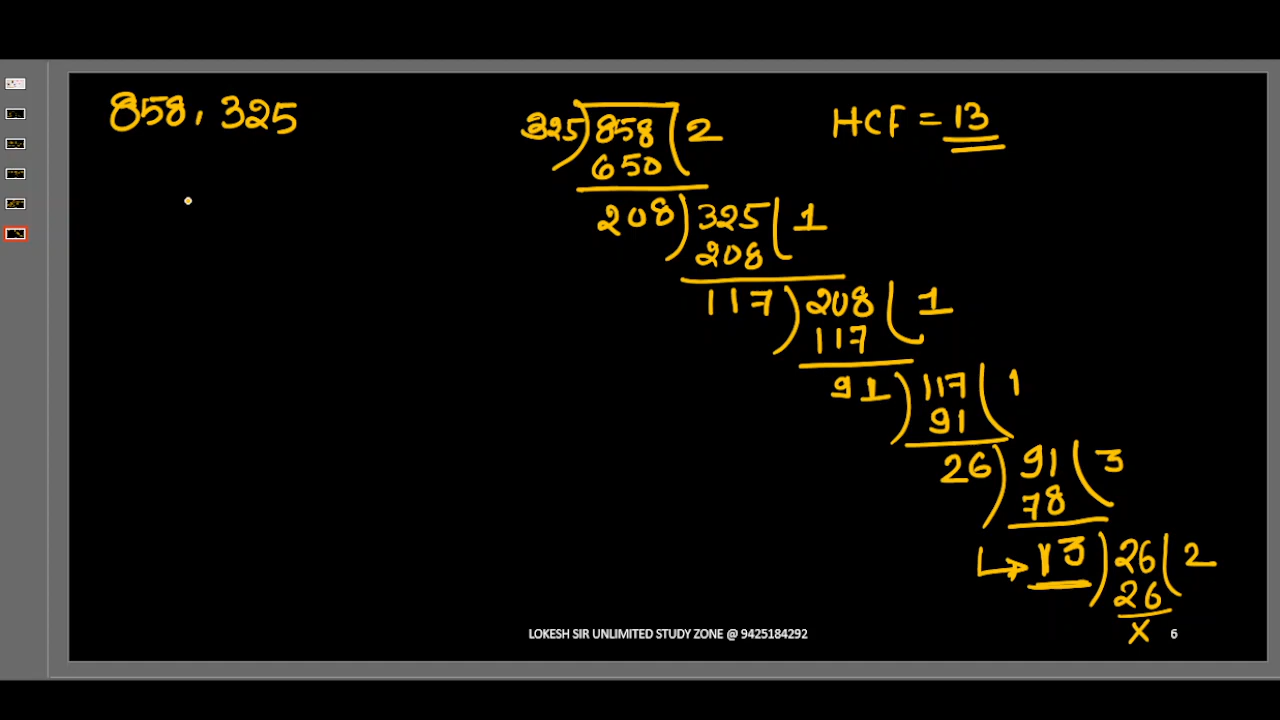 858, 325
325) 858 (2
650
208) 325 (1
208
117) 208 (1
117
91) 117 (1
91
26) 91 (3
78
↳ 13) 26 (2
26
x
HCF = 13
LOKESH SIR UNLIMITED STUDY ZONE @ 9425184292
6